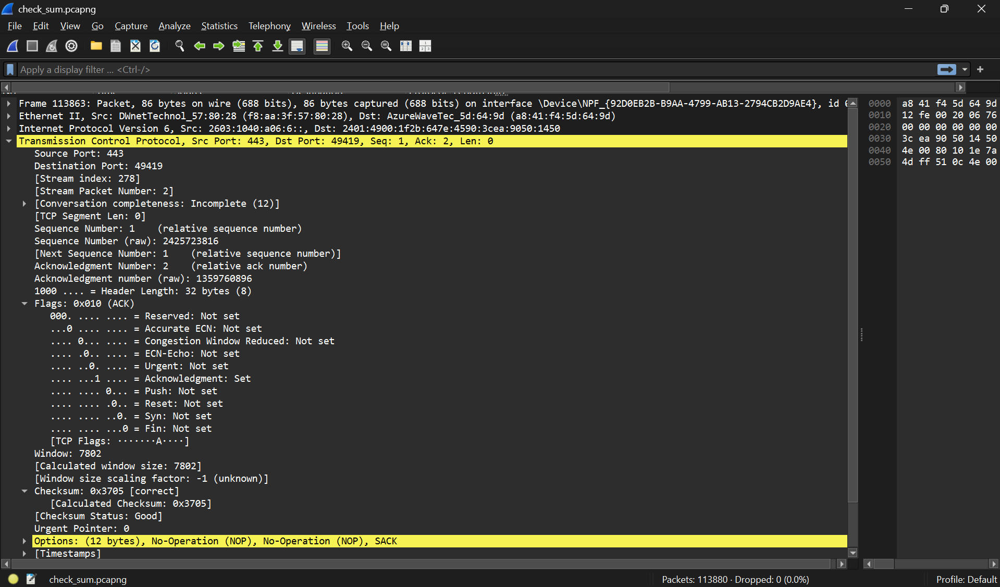 check_sum.pcapng
File Edit View Go Capture Analyze Statistics Telephony Wireless Tools Help
Apply a display filter ... <Ctrl-/>
Frame 113863: Packet, 86 bytes on wire (688 bits), 86 bytes captured (688 bits) on interface \Device\NPF_{92D0EB2B-B9AA-4799-AB13-2794CB2D9AE4}, id
Ethernet II, Src: DWnetTechnol_57:80:28 (f8:aa:3f:57:80:28), Dst: AzureWaveTec_5d:64:9d (a8:41:f4:5d:64:9d)
Internet Protocol Version 6, Src: 2603:1040:a06:6::, Dst: 2401:4900:1f2b:647e:4590:3cea:9050:1450
Transmission Control Protocol, Src Port: 443, Dst Port: 49419, Seq: 1, Ack: 2, Len: 0
Source Port: 443
Destination Port: 49419
[Stream index: 278]
[Stream Packet Number: 2]
[Conversation completeness: Incomplete (12)]
[TCP Segment Len: 0]
Sequence Number: 1    (relative sequence number)
Sequence Number (raw): 2425723816
[Next Sequence Number: 1    (relative sequence number)]
Acknowledgment Number: 2    (relative ack number)
Acknowledgment number (raw): 1359760896
1000 .... = Header Length: 32 bytes (8)
Flags: 0x010 (ACK)
000. .... .... = Reserved: Not set
...0 .... .... = Accurate ECN: Not set
.... 0... .... = Congestion Window Reduced: Not set
.... .0.. .... = ECN-Echo: Not set
.... ..0. .... = Urgent: Not set
.... ...1 .... = Acknowledgment: Set
.... .... 0... = Push: Not set
.... .... .0.. = Reset: Not set
.... .... ..0. = Syn: Not set
.... .... ...0 = Fin: Not set
[TCP Flags: ·······A····]
Window: 7802
[Calculated window size: 7802]
[Window size scaling factor: -1 (unknown)]
Checksum: 0x3705 [correct]
[Calculated Checksum: 0x3705]
[Checksum Status: Good]
Urgent Pointer: 0
Options: (12 bytes), No-Operation (NOP), No-Operation (NOP), SACK
[Timestamps]
0000 a8 41 f4 5d 64 9d
0010 12 fe 00 20 06 76
0020 00 00 00 00 00 00
0030 3c ea 90 50 14 50
0040 4e 00 80 10 1e 7a
0050 4d ff 51 0c 4e 00
check_sum.pcapng
Packets: 113880 · Dropped: 0 (0.0%)
Profile: Default